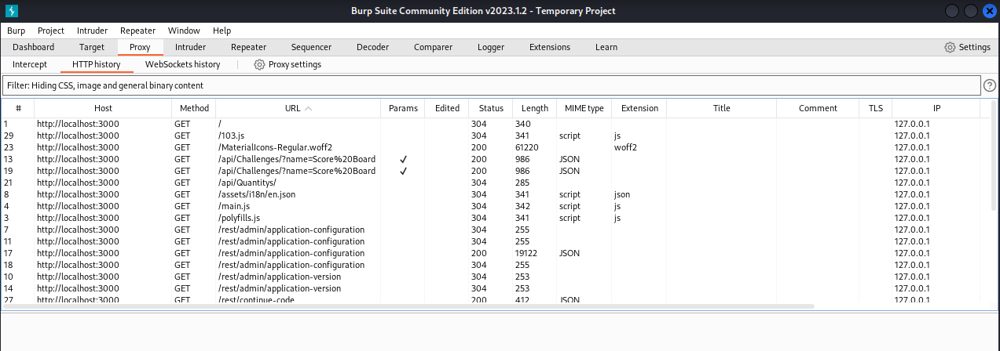 Burp Suite Community Edition v2023.1.2 - Temporary Project
Burp Project Intruder Repeater Window Help
Dashboard Target Proxy Intruder Repeater Sequencer Decoder Comparer Logger Extensions Learn Settings
Intercept HTTP history WebSockets history Proxy settings
Filter: Hiding CSS, image and general binary content
# Host Method URL Params Edited Status Length MIME type Extension Title Comment TLS IP
1 http://localhost:3000 GET / 304 340 127.0.0.1
29 http://localhost:3000 GET /103.js 304 341 script js 127.0.0.1
23 http://localhost:3000 GET /MaterialIcons-Regular.woff2 200 61220 woff2 127.0.0.1
13 http://localhost:3000 GET /api/Challenges/?name=Score%20Board ✓ 200 986 JSON 127.0.0.1
19 http://localhost:3000 GET /api/Challenges/?name=Score%20Board ✓ 200 986 JSON 127.0.0.1
21 http://localhost:3000 GET /api/Quantitys/ 304 285 127.0.0.1
8 http://localhost:3000 GET /assets/i18n/en.json 304 341 script json 127.0.0.1
4 http://localhost:3000 GET /main.js 304 342 script js 127.0.0.1
3 http://localhost:3000 GET /polyfills.js 304 341 script js 127.0.0.1
7 http://localhost:3000 GET /rest/admin/application-configuration 304 255 127.0.0.1
11 http://localhost:3000 GET /rest/admin/application-configuration 304 255 127.0.0.1
17 http://localhost:3000 GET /rest/admin/application-configuration 200 19122 JSON 127.0.0.1
18 http://localhost:3000 GET /rest/admin/application-configuration 304 255 127.0.0.1
10 http://localhost:3000 GET /rest/admin/application-version 304 253 127.0.0.1
14 http://localhost:3000 GET /rest/admin/application-version 304 253 127.0.0.1
27 http://localhost:3000 GET /rest/continue-code 200 412 JSON 127.0.0.1